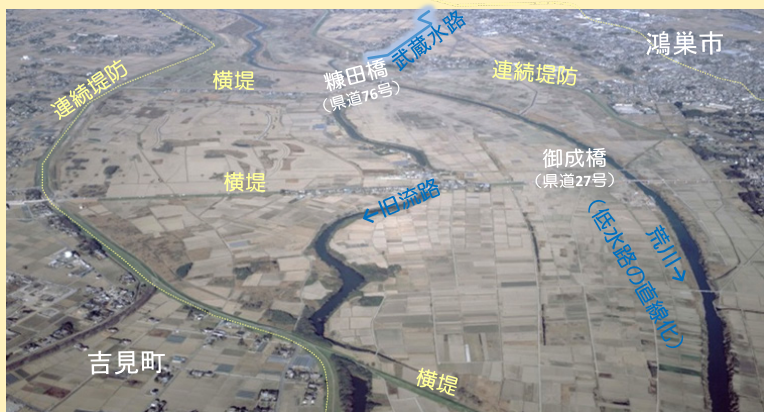 鴻巣市
武蔵水路
連続堤防
横堤
糠田橋
（県道76号）
連続堤防
横堤
御成橋
（県道27号）
←旧流路
荒川→
（低水路の直線化）
吉見町
横堤